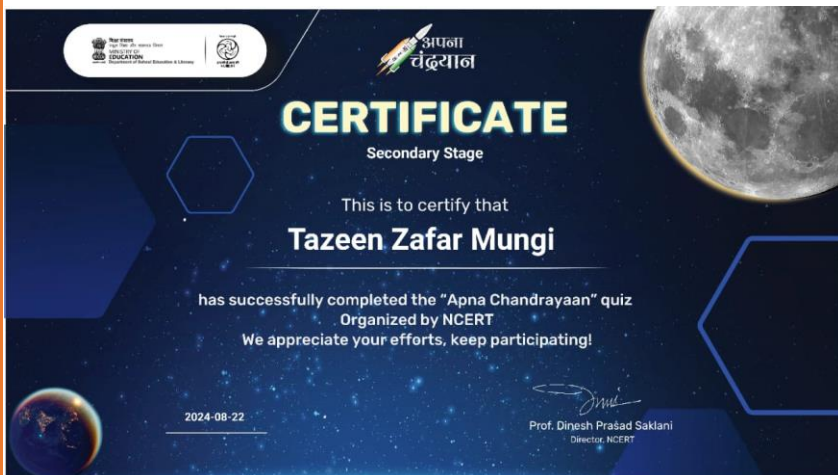 शिक्षा मंत्रालय
MINISTRY OF
EDUCATION
Department of School Education & Literacy
अपना
चंद्रयान
CERTIFICATE
Secondary Stage
This is to certify that
Tazeen Zafar Mungi
has successfully completed the “Apna Chandrayaan” quiz
Organized by NCERT
We appreciate your efforts, keep participating!
2024-08-22
Prof. Dinesh Prasad Saklani
Director, NCERT